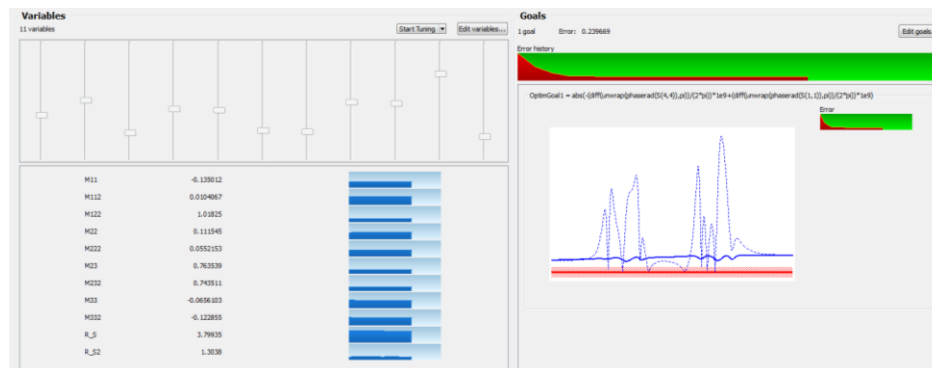 Variables
11 variables
Start Tuning
Edit variables...
M11 -0.135012
M112 0.0104067
M122 1.01825
M22 0.111545
M222 0.0552153
M23 0.763539
M232 0.743511
M33 -0.0656103
M332 -0.122855
R_S 3.79935
R_S2 1.3038
Goals
1 goal Error: 0.239669
Edit goals
Error history
OptimGoal1 = abs(-((diff(unwrap(phaserad(S(4,4)),pi))/(2*pi))*1e9+(diff(unwrap(phaserad(S(1,1)),pi))/(2*pi))*1e9)
Error